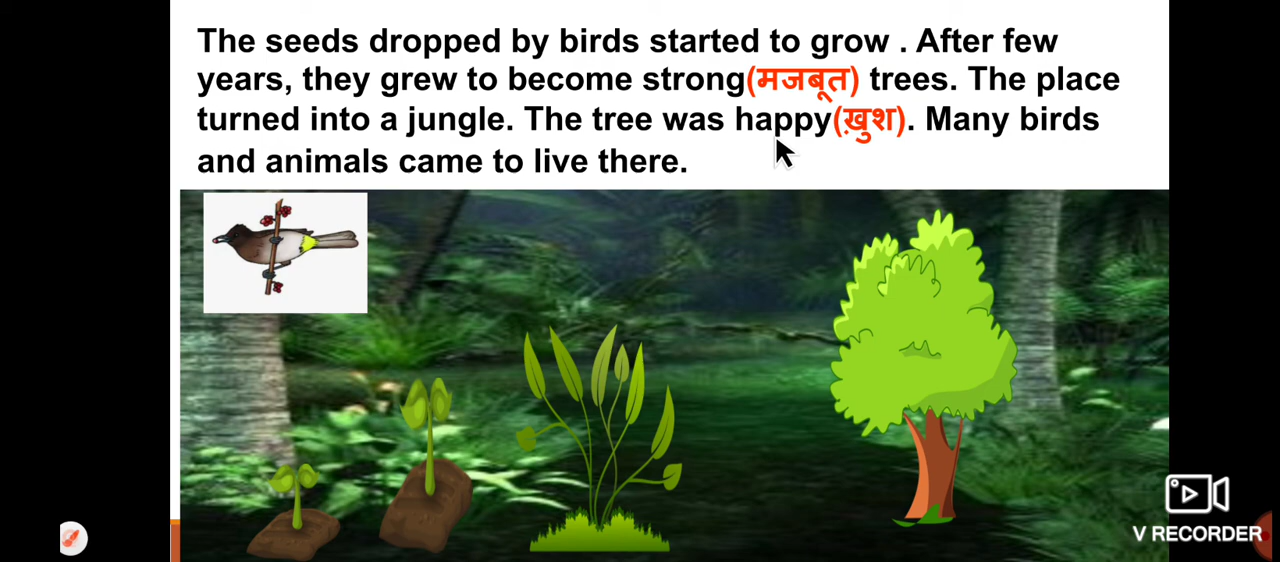 The seeds dropped by birds started to grow . After few
years, they grew to become strong(मजबूत) trees. The place
turned into a jungle. The tree was happy(ख़ुश). Many birds
and animals came to live there.
V RECORDER